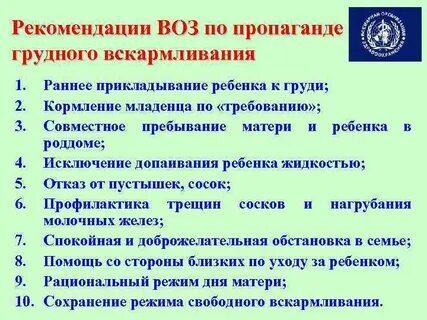 Рекомендации ВОЗ по пропаганде
грудного вскармливания
1. Раннее прикладывание ребенка к груди;
2. Кормление младенца по «требованию»;
3. Совместное пребывание матери и ребенка в
роддоме;
4. Исключение допаивания ребенка жидкостью;
5. Отказ от пустышек, сосок;
6. Профилактика трещин сосков и нагрубания
молочных желез;
7. Спокойная и доброжелательная обстановка в семье;
8. Помощь со стороны близких по уходу за ребенком;
9. Рациональный режим дня матери;
10. Сохранение режима свободного вскармливания.